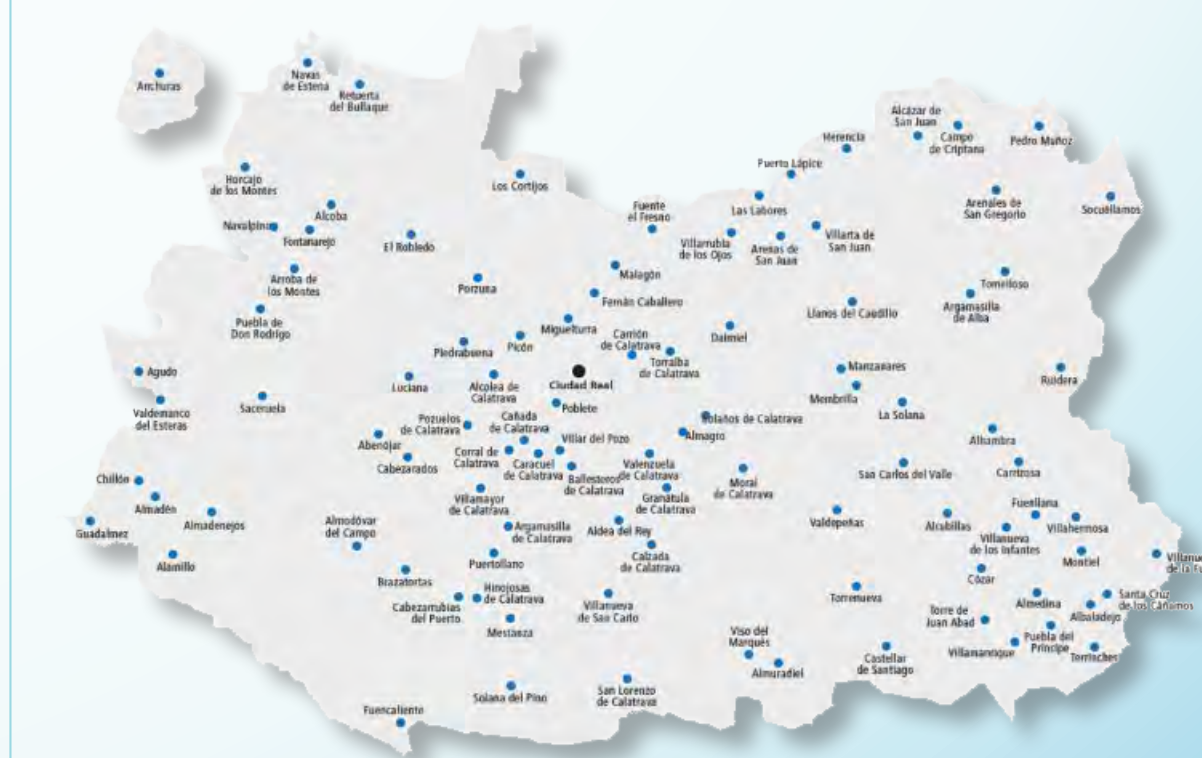 Anchuras
Navas
de Estena
Retuerta
del Bullaque
Alcázar de
San Juan
Campo
de Criptana
Pedro Muñoz
Herencia
Puerto Lápice
Horcajo
de los Montes
Los Cortijos
Las Labores
Arenales de
San Gregorio
Socuéllamos
Navalpino
Alcoba
Fontanarejo
El Robledo
Fuente
el Fresno
Villarrubia
de los Ojos
Arenas de
San Juan
Villarta de
San Juan
Arroba de
los Montes
Porzuna
Malagón
Tomelloso
Fernán Caballero
Llanos del Caudillo
Argamasilla
de Alba
Puebla de
Don Rodrigo
Miguelturra
Carrión
de Calatrava
Daimiel
Piedrabuena
Picón
Torralba
de Calatrava
Agudo
Luciana
Alcolea de
Calatrava
Ciudad Real
Manzanares
Ruidera
Valdemanco
del Esteras
Saceruela
Poblete
Membrilla
La Solana
Pozuelos
de Calatrava
Cañada
de Calatrava
Bolaños de Calatrava
Almagro
Alhambra
Abenójar
Villar del Pozo
Cabezarados
Corral de
Calatrava
Caracuel
de Calatrava
Ballesteros
de Calatrava
Valenzuela
de Calatrava
Moral
de Calatrava
San Carlos del Valle
Carrizosa
Chillón
Almadén
Almadenejos
Villamayor
de Calatrava
Granátula
de Calatrava
Guadalmez
Almodóvar
del Campo
Argamasilla
de Calatrava
Aldea del Rey
Valdepeñas
Alcubillas
Fuenllana
Villahermosa
Villanueva
de los Infantes
Alamillo
Puertollano
Calzada
de Calatrava
Montiel
Villanue
de la Fu
Brazatortas
Cózar
Cabezarrubias
del Puerto
Hinojosas
de Calatrava
Villanueva
de San Carlo
Torrenueva
Almedina
Santa Cruz
de los Cáñamos
Albaladejo
Mestanza
Torre de
Juan Abad
Puebla del
Príncipe
Viso del
Marqués
Almuradiel
Castellar
de Santiago
Villamanrique
Terrinches
Solana del Pino
San Lorenzo
de Calatrava
Fuencaliente